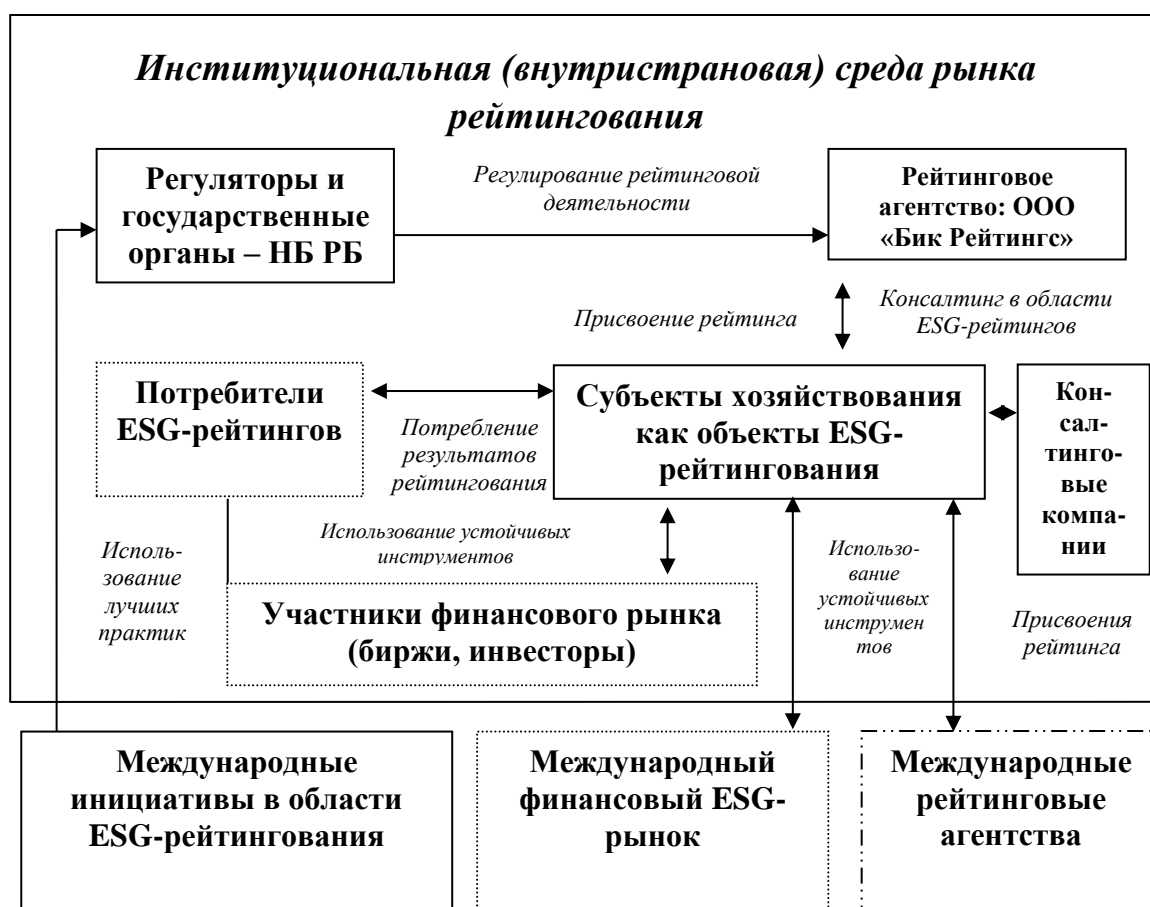 Институциональная (внутристрановая) среда рынка
рейтингования
Регуляторы и
государственные
органы – НБ РБ
Регулирование рейтинговой
деятельности
Рейтинговое
агентство: ООО
«Бик Рейтингс»
Присвоение рейтинга
Консалтинг в области
ESG-рейтингов
Потребители
ESG-рейтингов
Потребление
результатов
рейтингования
Субъекты хозяйствования
как объекты ESG-
рейтингования
Кон-
сал-
тинго-
вые
компа-
нии
Исполь-
зование
лучших
практик
Использование устойчивых
инструментов
Участники финансового рынка
(биржи, инвесторы)
Использо-
вание
устойчивых
инструмен
тов
Присвоения
рейтинга
Международные
инициативы в области
ESG-рейтингования
Международный
финансовый ESG-
рынок
Международные
рейтинговые
агентства